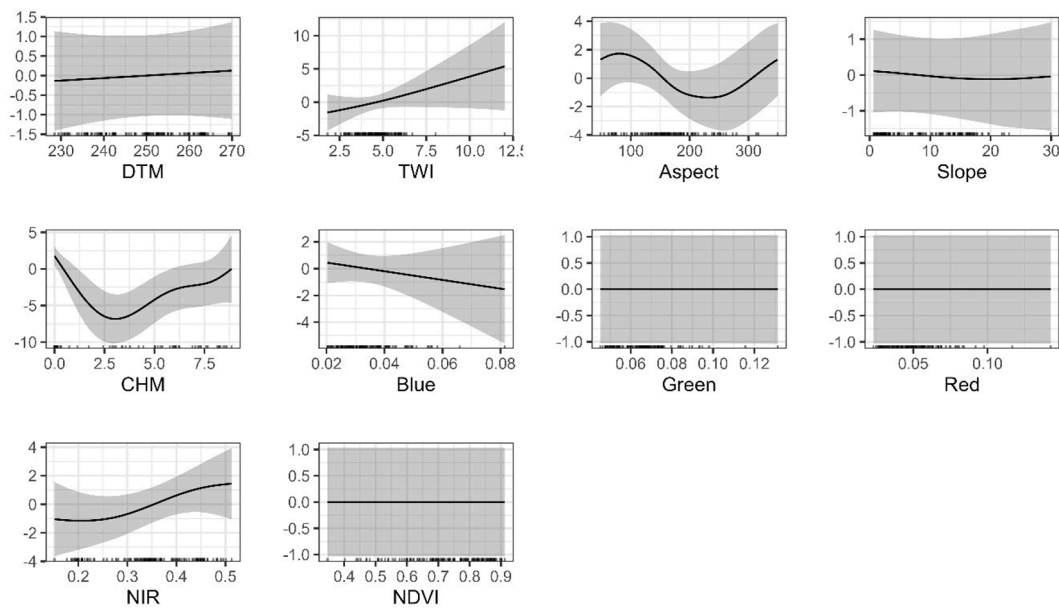 1.5
1.0
0.5
0.0
-0.5
-1.0
-1.5
230 240 250 260 270
DTM
10
5
0
-5
2.5 5.0 7.5 10.0 12.5
TWI
4
2
0
-2
-4
100 200 300
Aspect
1
0
-1
0 10 20 30
Slope
5
0
-5
-10
0.0 2.5 5.0 7.5
CHM
2
0
-2
-4
0.02 0.04 0.06 0.08
Blue
1.0
0.5
0.0
-0.5
-1.0
0.06 0.08 0.10 0.12
Green
1.0
0.5
0.0
-0.5
-1.0
0.05 0.10
Red
4
2
0
-2
-4
0.2 0.3 0.4 0.5
NIR
1.0
0.5
0.0
-0.5
-1.0
0.4 0.5 0.6 0.7 0.8 0.9
NDVI